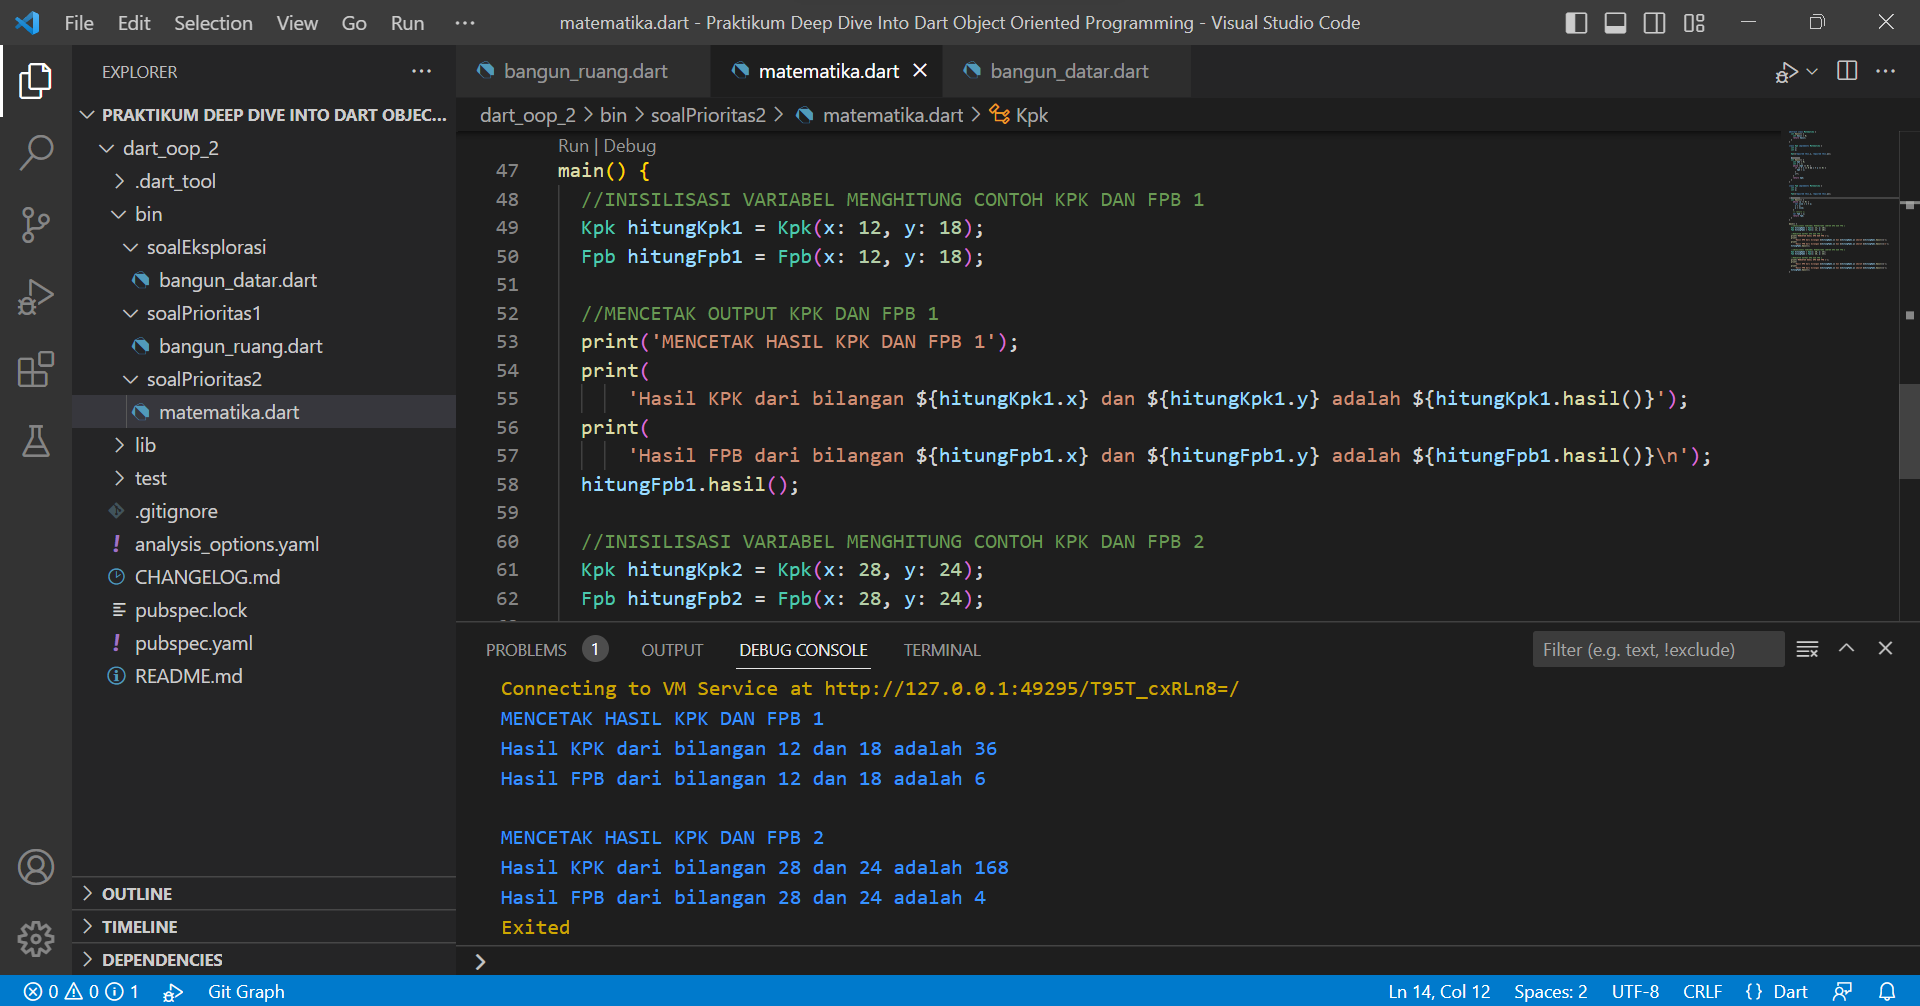 File Edit Selection View Go Run ··· matematika.dart - Praktikum Deep Dive Into Dart Object Oriented Programming - Visual Studio Code
EXPLORER ···
PRAKTIKUM DEEP DIVE INTO DART OBJEC...
dart_oop_2
.dart_tool
bin
soalEksplorasi
bangun_datar.dart
soalPrioritas1
bangun_ruang.dart
soalPrioritas2
matematika.dart
lib
test
.gitignore
analysis_options.yaml
CHANGELOG.md
pubspec.lock
pubspec.yaml
README.md
OUTLINE
TIMELINE
DEPENDENCIES
bangun_ruang.dart matematika.dart bangun_datar.dart
dart_oop_2 > bin > soalPrioritas2 > matematika.dart > Kpk
Run | Debug
47 main() {
48 //INISILISASI VARIABEL MENGHITUNG CONTOH KPK DAN FPB 1
49 Kpk hitungKpk1 = Kpk(x: 12, y: 18);
50 Fpb hitungFpb1 = Fpb(x: 12, y: 18);
51
52 //MENCETAK OUTPUT KPK DAN FPB 1
53 print('MENCETAK HASIL KPK DAN FPB 1');
54 print(
55 'Hasil KPK dari bilangan ${hitungKpk1.x} dan ${hitungKpk1.y} adalah ${hitungKpk1.hasil()}');
56 print(
57 'Hasil FPB dari bilangan ${hitungFpb1.x} dan ${hitungFpb1.y} adalah ${hitungFpb1.hasil()}\n');
58 hitungFpb1.hasil();
59
60 //INISILISASI VARIABEL MENGHITUNG CONTOH KPK DAN FPB 2
61 Kpk hitungKpk2 = Kpk(x: 28, y: 24);
62 Fpb hitungFpb2 = Fpb(x: 28, y: 24);
PROBLEMS 1 OUTPUT DEBUG CONSOLE TERMINAL Filter (e.g. text, !exclude)
Connecting to VM Service at http://127.0.0.1:49295/T95T_cxRLn8=/
MENCETAK HASIL KPK DAN FPB 1
Hasil KPK dari bilangan 12 dan 18 adalah 36
Hasil FPB dari bilangan 12 dan 18 adalah 6
MENCETAK HASIL KPK DAN FPB 2
Hasil KPK dari bilangan 28 dan 24 adalah 168
Hasil FPB dari bilangan 28 dan 24 adalah 4
Exited
0 0 1 Git Graph Ln 14, Col 12 Spaces: 2 UTF-8 CRLF {} Dart